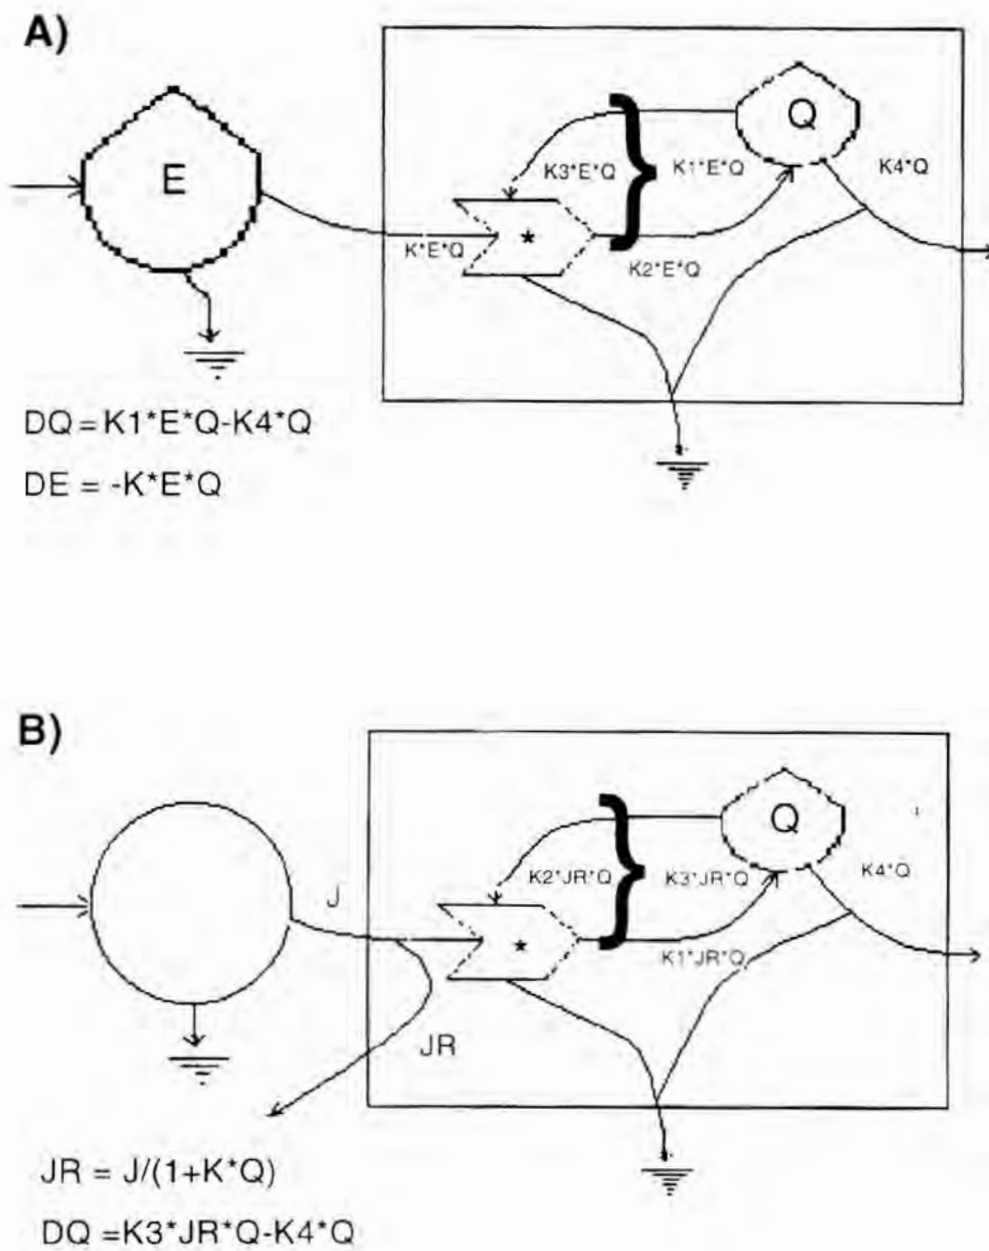 A)
E
Q
K3*E*Q
K1*E*Q
K4*Q
K*E*Q
*
K2*E*Q
DQ = K1*E*Q-K4*Q
DE = -K*E*Q
B)
Q
J
K2*JR*Q
K3*JR*Q
K4*Q
*
K1*JR*Q
JR
JR = J/(1+K*Q)
DQ =K3*JR*Q-K4*Q